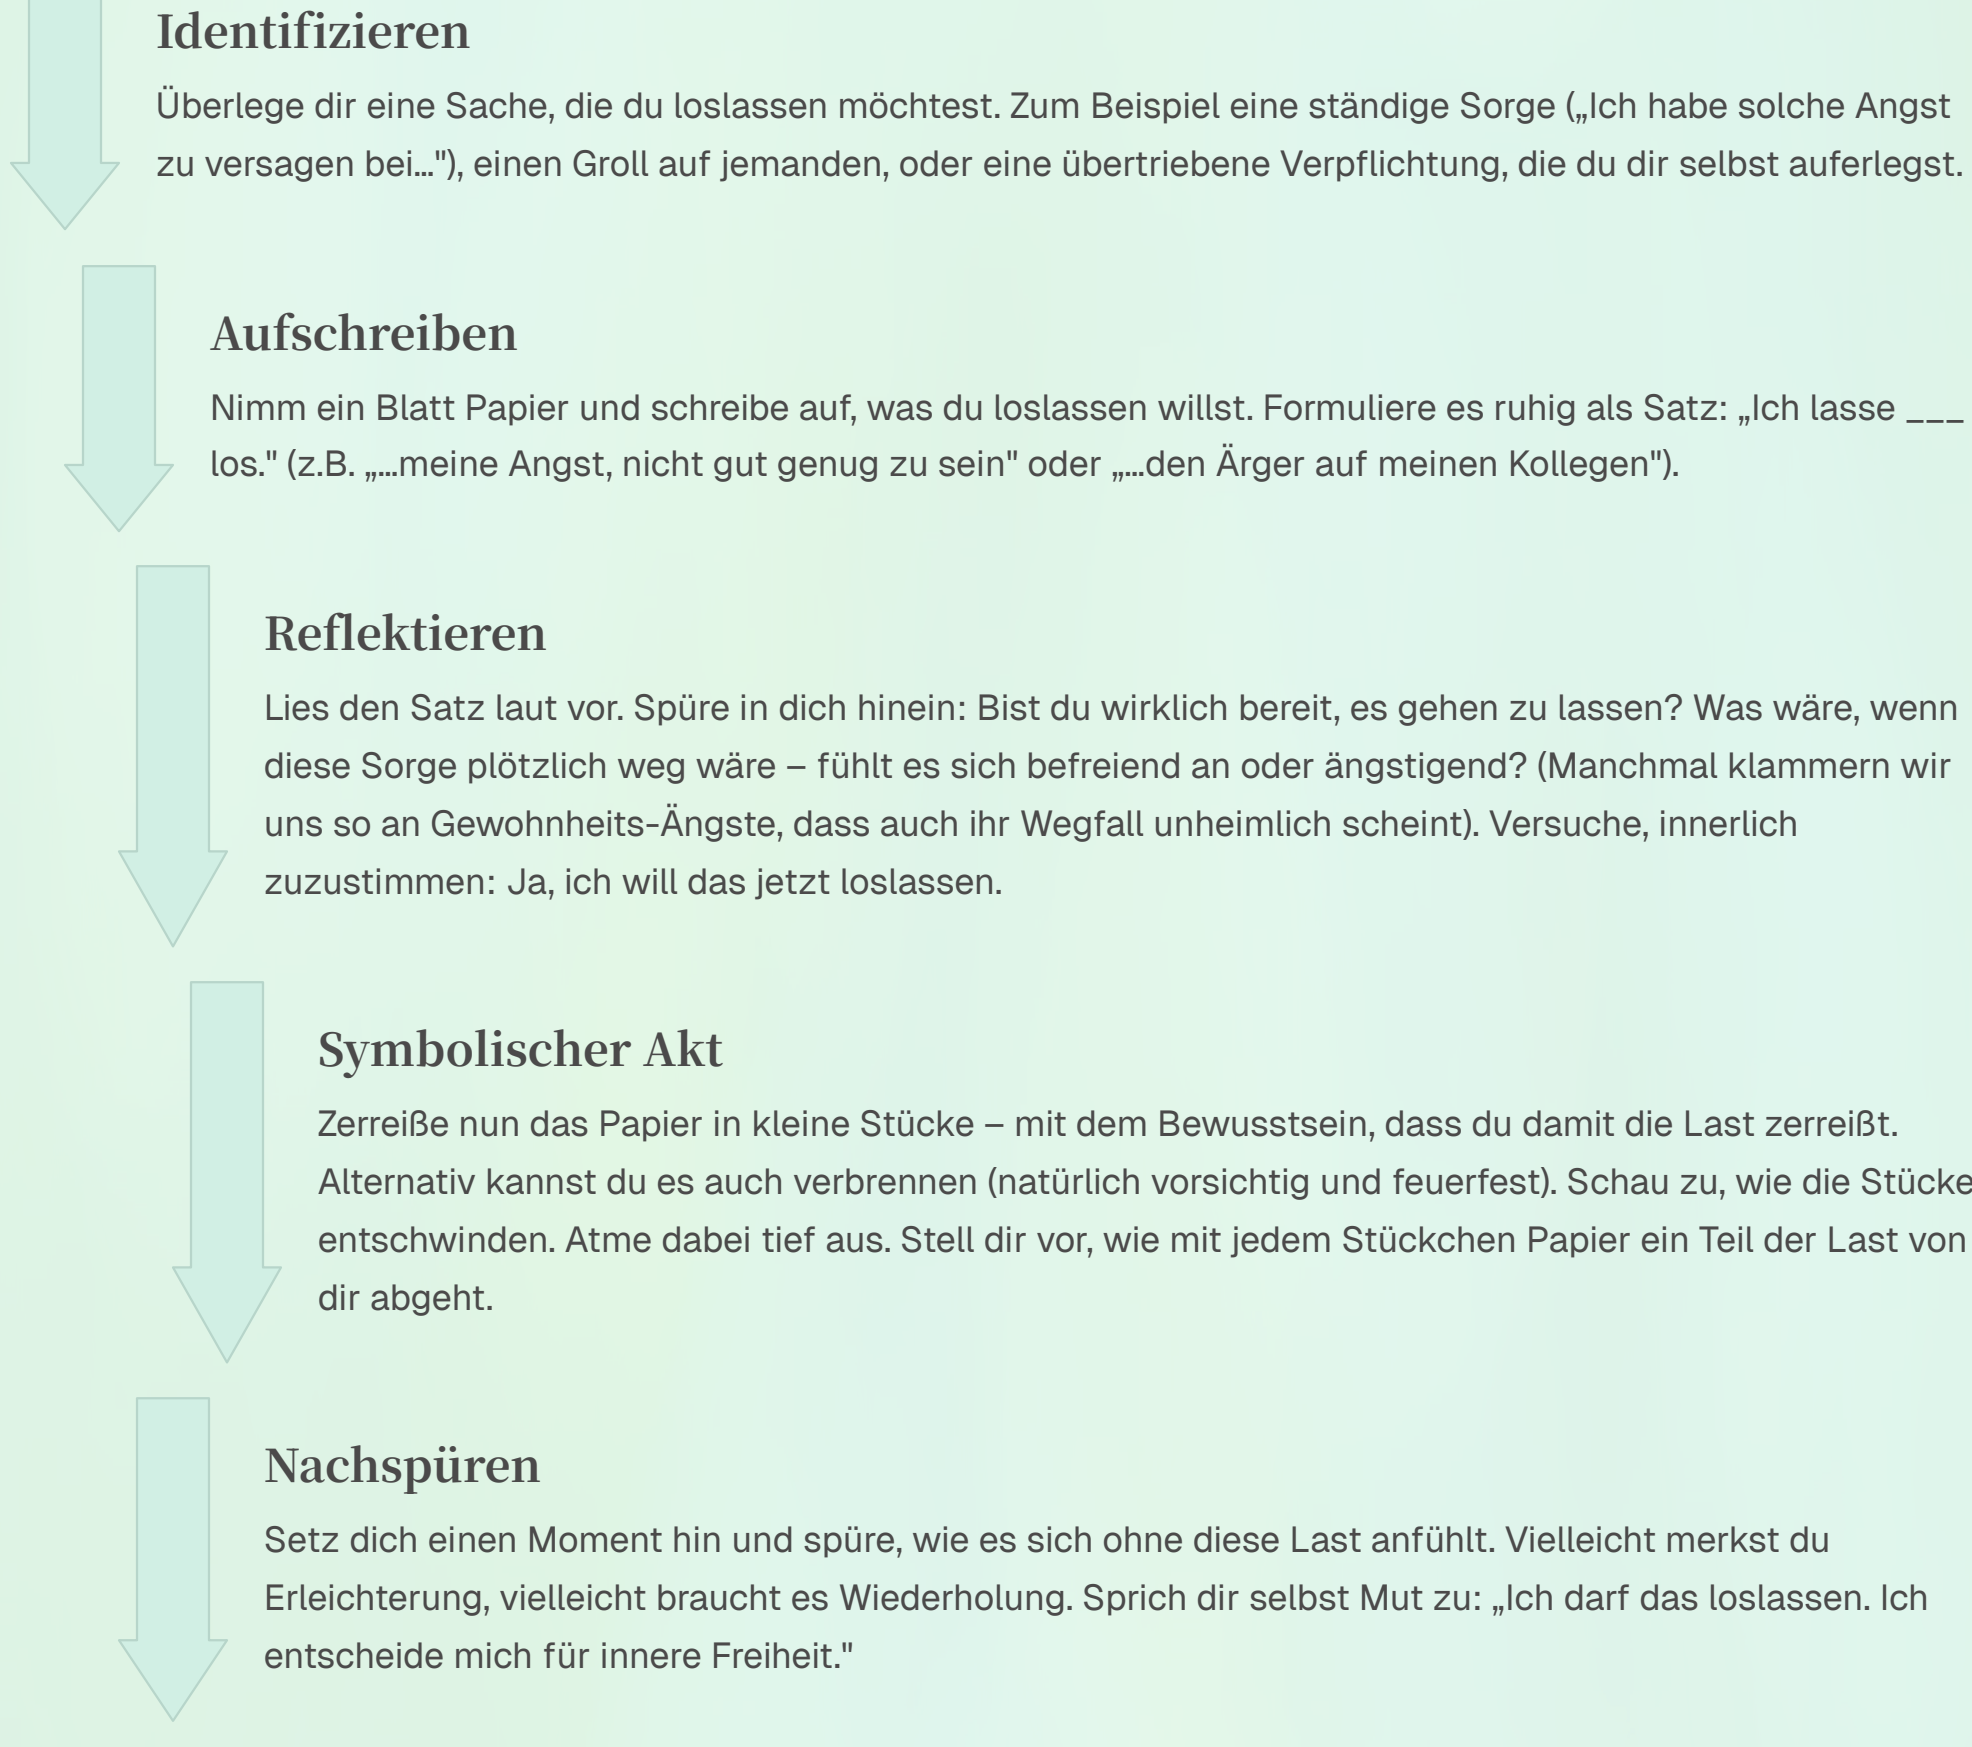 Identifizieren
Überlege dir eine Sache, die du loslassen möchtest. Zum Beispiel eine ständige Sorge („Ich habe solche Angst
zu versagen bei..."), einen Groll auf jemanden, oder eine übertriebene Verpflichtung, die du dir selbst auferlegst.
Aufschreiben
Nimm ein Blatt Papier und schreibe auf, was du loslassen willst. Formuliere es ruhig als Satz: „Ich lasse ___
los." (z.B. „...meine Angst, nicht gut genug zu sein" oder „...den Ärger auf meinen Kollegen").
Reflektieren
Lies den Satz laut vor. Spüre in dich hinein: Bist du wirklich bereit, es gehen zu lassen? Was wäre, wenn
diese Sorge plötzlich weg wäre – fühlt es sich befreiend an oder ängstigend? (Manchmal klammern wir
uns so an Gewohnheits-Ängste, dass auch ihr Wegfall unheimlich scheint). Versuche, innerlich
zuzustimmen: Ja, ich will das jetzt loslassen.
Symbolischer Akt
Zerreiße nun das Papier in kleine Stücke – mit dem Bewusstsein, dass du damit die Last zerreißt.
Alternativ kannst du es auch verbrennen (natürlich vorsichtig und feuerfest). Schau zu, wie die Stücke
entschwinden. Atme dabei tief aus. Stell dir vor, wie mit jedem Stückchen Papier ein Teil der Last von
dir abgeht.
Nachspüren
Setz dich einen Moment hin und spüre, wie es sich ohne diese Last anfühlt. Vielleicht merkst du
Erleichterung, vielleicht braucht es Wiederholung. Sprich dir selbst Mut zu: „Ich darf das loslassen. Ich
entscheide mich für innere Freiheit."